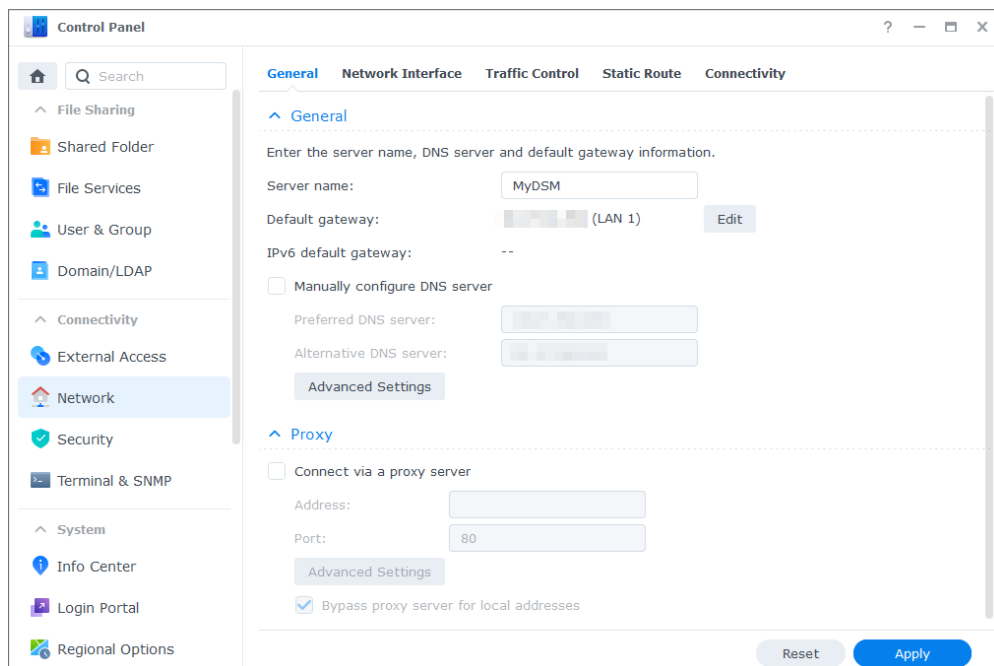 Control Panel
?
Search
General Network Interface Traffic Control Static Route Connectivity
File Sharing
Shared Folder
File Services
User & Group
Domain/LDAP
Connectivity
External Access
Network
Security
Terminal & SNMP
System
Info Center
Login Portal
Regional Options
General
Enter the server name, DNS server and default gateway information.
Server name: MyDSM
Default gateway: (LAN 1) Edit
IPv6 default gateway: --
Manually configure DNS server
Preferred DNS server:
Alternative DNS server:
Advanced Settings
Proxy
Connect via a proxy server
Address:
Port: 80
Advanced Settings
Bypass proxy server for local addresses
Reset Apply